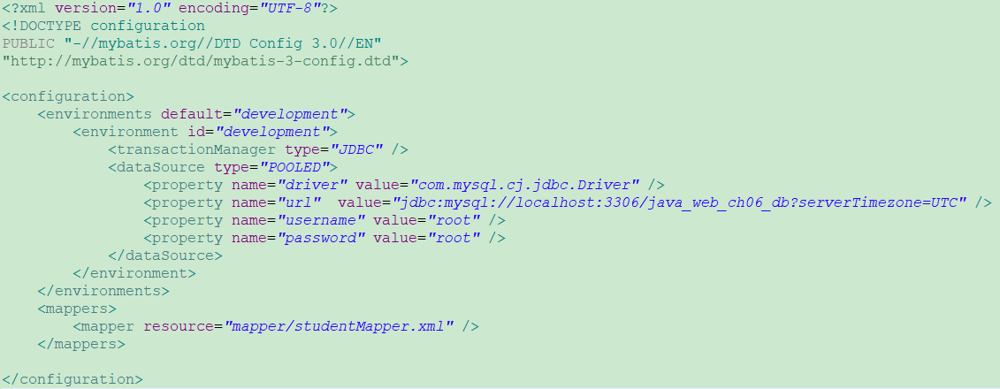 <?xml version="1.0" encoding="UTF-8"?>
<!DOCTYPE configuration
PUBLIC "-//mybatis.org//DTD Config 3.0//EN"
"http://mybatis.org/dtd/mybatis-3-config.dtd">

<configuration>
    <environments default="development">
        <environment id="development">
            <transactionManager type="JDBC" />
            <dataSource type="POOLED">
                <property name="driver" value="com.mysql.cj.jdbc.Driver" />
                <property name="url"  value="jdbc:mysql://localhost:3306/java_web_ch06_db?serverTimezone=UTC" />
                <property name="username" value="root" />
                <property name="password" value="root" />
            </dataSource>
        </environment>
    </environments>
    <mappers>
        <mapper resource="mapper/studentMapper.xml" />
    </mappers>

</configuration>